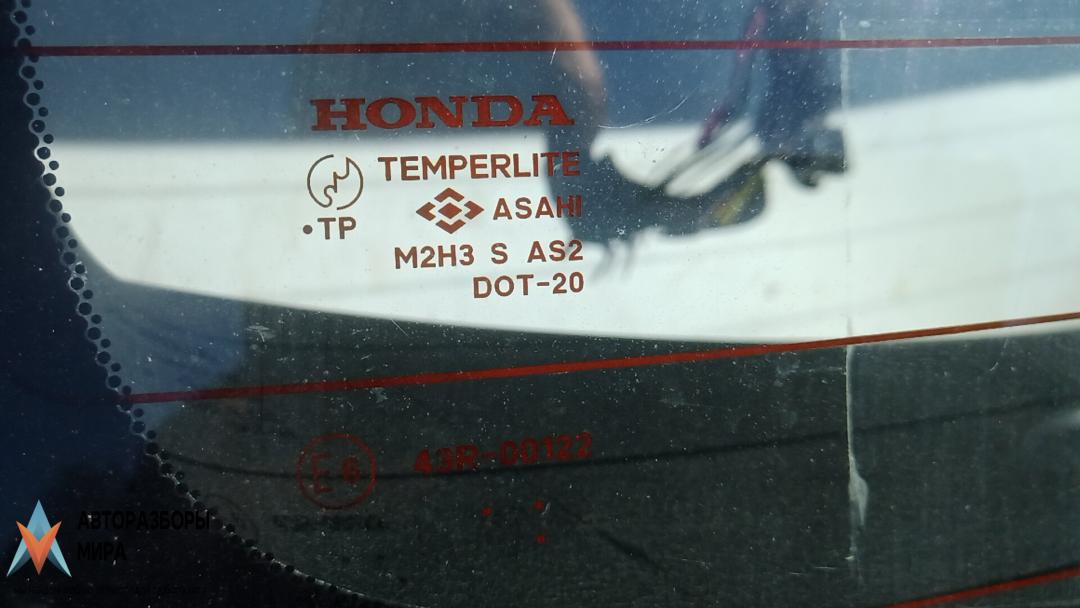 HONDA
TEMPERLITE
ASAHI
•TP
M2H3 S AS2
DOT-20
E6 43R-00122
АВТОРАЗБОРЫ
МИРА